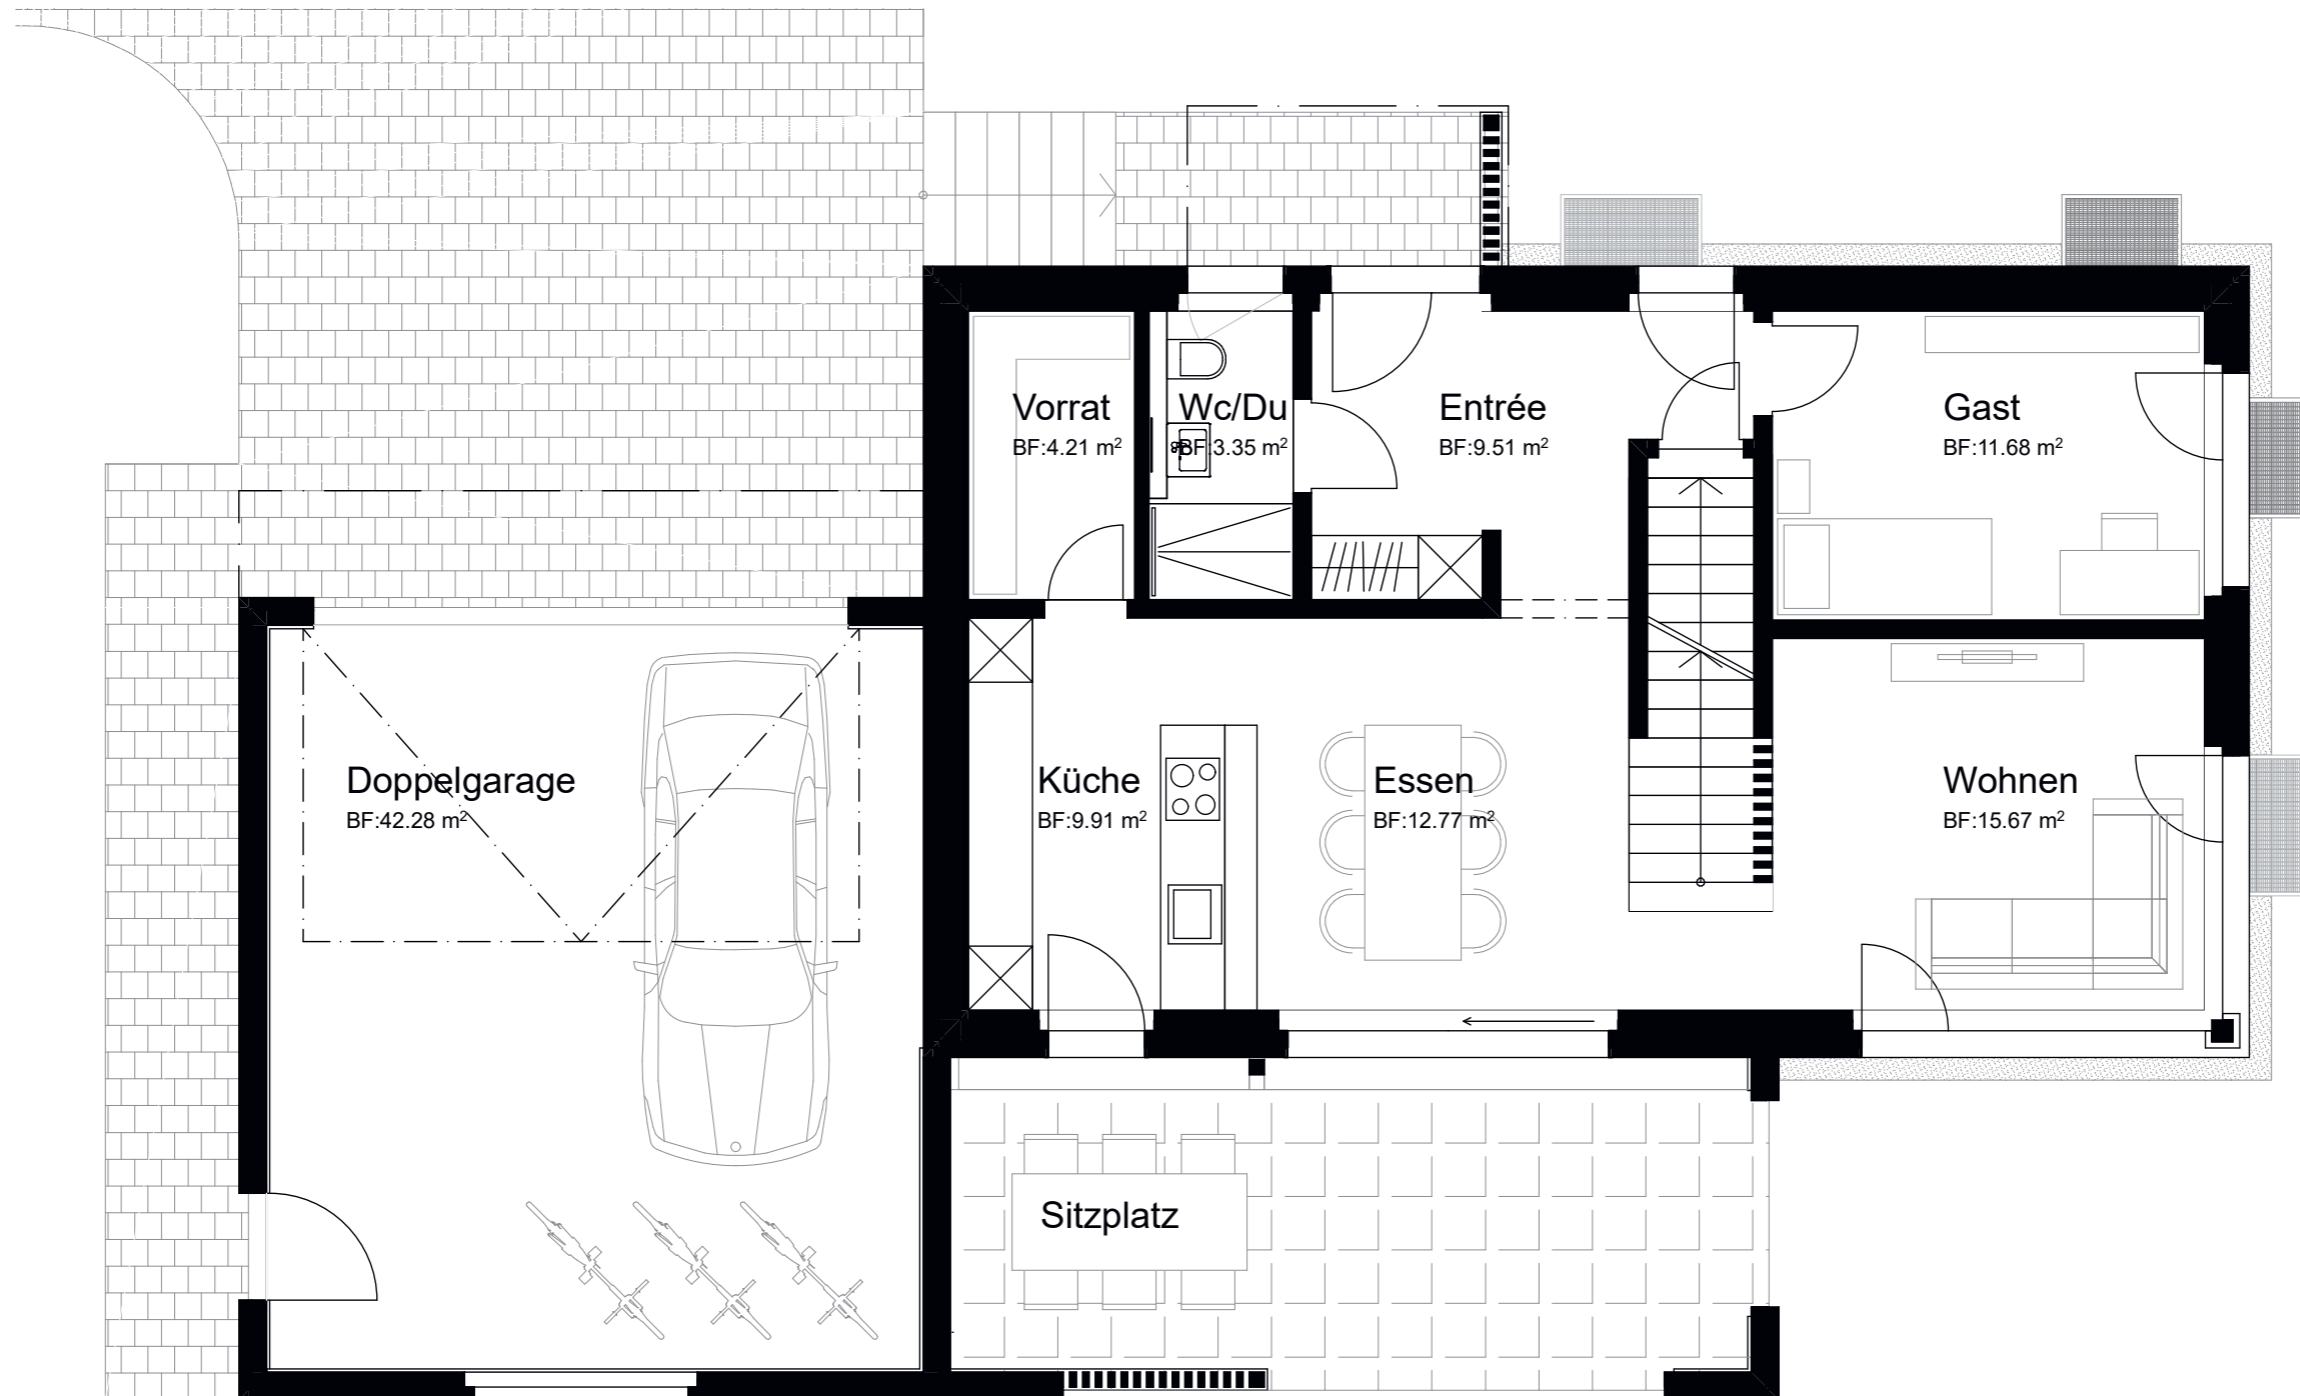 Vorrat
BF:4.21 m²
Wc/Du
BF:3.35 m²
Entrée
BF:9.51 m²
Gast
BF:11.68 m²
Doppelgarage
BF:42.28 m²
Küche
BF:9.91 m²
Essen
BF:12.77 m²
Wohnen
BF:15.67 m²
Sitzplatz